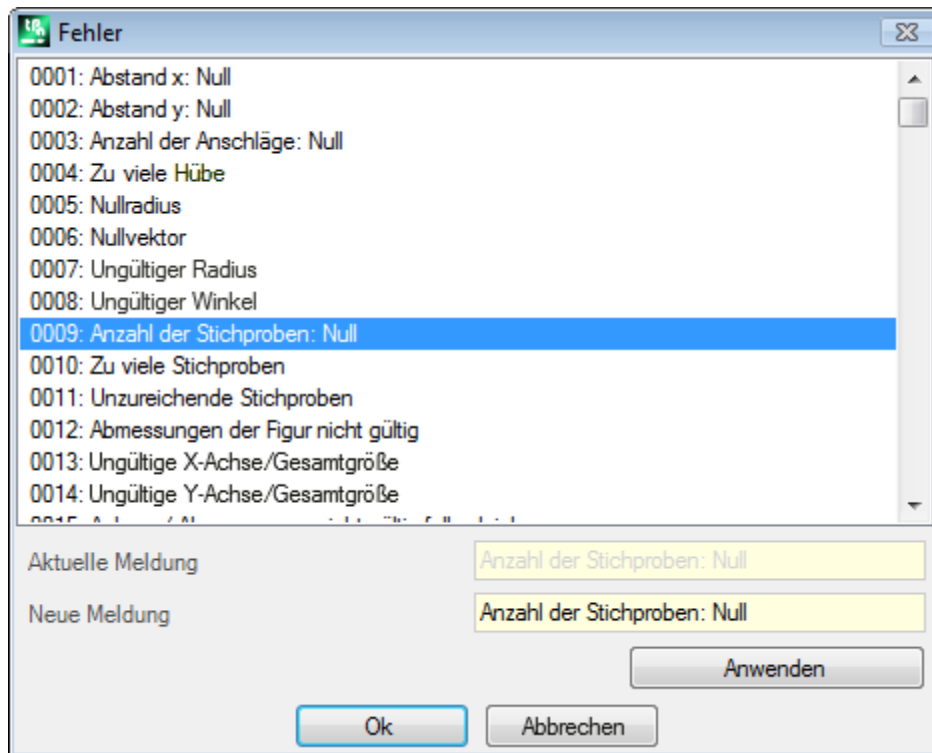 Fehler
0001: Abstand x: Null
0002: Abstand y: Null
0003: Anzahl der Anschläge: Null
0004: Zu viele Hübe
0005: Nullradius
0006: Nullvektor
0007: Ungültiger Radius
0008: Ungültiger Winkel
0009: Anzahl der Stichproben: Null
0010: Zu viele Stichproben
0011: Unzureichende Stichproben
0012: Abmessungen der Figur nicht gültig
0013: Ungültige X-Achse/Gesamtgröße
0014: Ungültige Y-Achse/Gesamtgröße
Aktuelle Meldung
Anzahl der Stichproben: Null
Neue Meldung
Anzahl der Stichproben: Null
Anwenden
Ok
Abbrechen